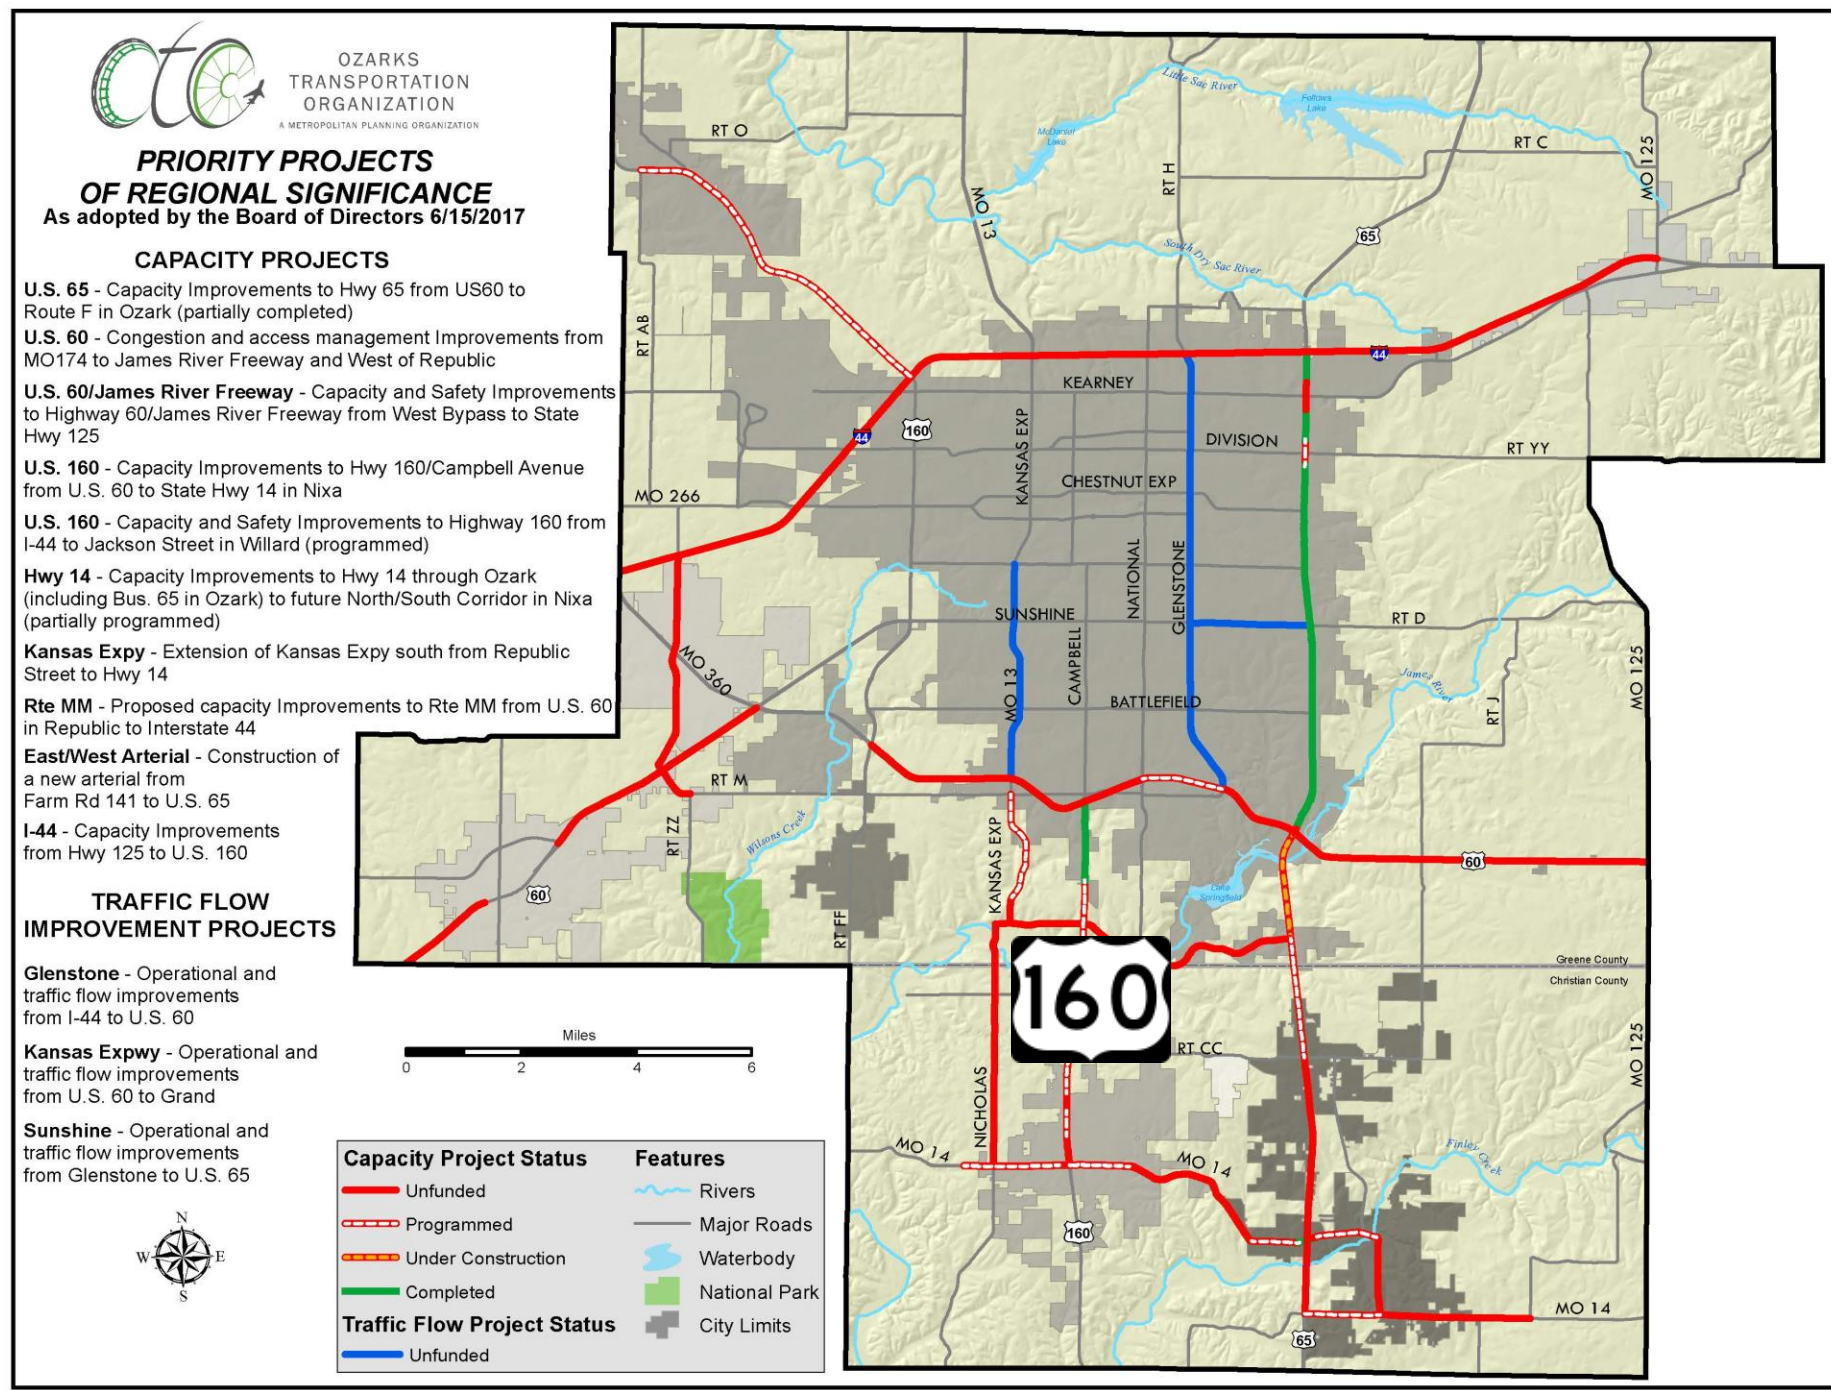 OZARKS
TRANSPORTATION
ORGANIZATION
A METROPOLITAN PLANNING ORGANIZATION
PRIORITY PROJECTS
OF REGIONAL SIGNIFICANCE
As adopted by the Board of Directors 6/15/2017
CAPACITY PROJECTS
U.S. 65 - Capacity Improvements to Hwy 65 from US60 to
Route F in Ozark (partially completed)
U.S. 60 - Congestion and access management Improvements from
MO174 to James River Freeway and West of Republic
U.S. 60/James River Freeway - Capacity and Safety Improvements
to Highway 60/James River Freeway from West Bypass to State
Hwy 125
U.S. 160 - Capacity Improvements to Hwy 160/Campbell Avenue
from U.S. 60 to State Hwy 14 in Nixa
U.S. 160 - Capacity and Safety Improvements to Highway 160 from
I-44 to Jackson Street in Willard (programmed)
Hwy 14 - Capacity Improvements to Hwy 14 through Ozark
(including Bus. 65 in Ozark) to future North/South Corridor in Nixa
(partially programmed)
Kansas Expy - Extension of Kansas Expy south from Republic
Street to Hwy 14
Rte MM - Proposed capacity Improvements to Rte MM from U.S. 60
in Republic to Interstate 44
East/West Arterial - Construction of
a new arterial from
Farm Rd 141 to U.S. 65
I-44 - Capacity Improvements
from Hwy 125 to U.S. 160
TRAFFIC FLOW
IMPROVEMENT PROJECTS
Glenstone - Operational and
traffic flow improvements
from I-44 to U.S. 60
Kansas Expwy - Operational and
traffic flow improvements
from U.S. 60 to Grand
Sunshine - Operational and
traffic flow improvements
from Glenstone to U.S. 65
N
W E
S
Miles
0 2 4 6
Capacity Project Status
Unfunded
Programmed
Under Construction
Completed
Traffic Flow Project Status
Unfunded
Features
Rivers
Major Roads
Waterbody
National Park
City Limits
RT O
Little Sac River
Fellows
Lake
McDaniel
Lake
RT C
MO 125
RT H
MO 13
65
South Dry Sac River
RT AB
44
KEARNEY
160
44
KANSAS EXP
DIVISION
RT YY
CHESTNUT EXP
MO 266
NATIONAL
GLENSTONE
SUNSHINE
RT D
CAMPBELL
MO 360
MO 13
BATTLEFIELD
James River
RT J
MO 125
RT M
Wilsons Creek
RT ZZ
KANSAS EXP
60
60
Lake
Springfield
RT FF
Greene County
Christian County
160
RT CC
MO 125
NICHOLAS
MO 14
MO 14
Finley Creek
160
MO 14
65